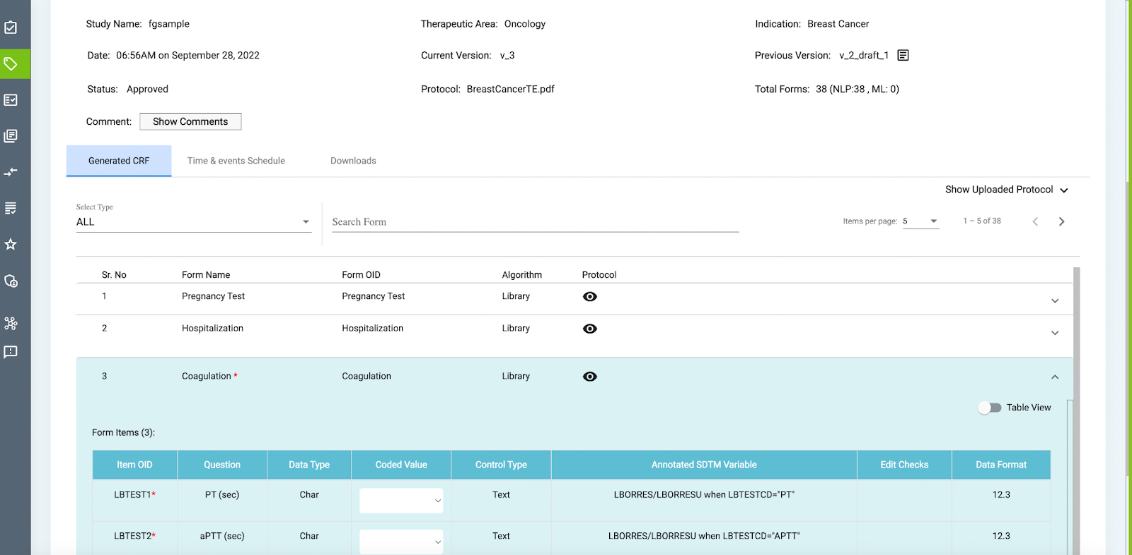 Study Name: fgsample Therapeutic Area: Oncology Indication: Breast Cancer
Date: 06:56AM on September 28, 2022 Current Version: v_3 Previous Version: v_2_draft_1
Status: Approved Protocol: BreastCancerTE.pdf Total Forms: 38 (NLP:38 , ML: 0)
Comment: Show Comments
Generated CRF Time & events Schedule Downloads
Show Uploaded Protocol
Select Type
ALL Search Form Items per page: 5 1 – 5 of 38
Sr. No Form Name Form OID Algorithm Protocol
1 Pregnancy Test Pregnancy Test Library
2 Hospitalization Hospitalization Library
3 Coagulation * Coagulation Library
Table View
Form Items (3):
Item OID Question Data Type Coded Value Control Type Annotated SDTM Variable Edit Checks Data Format
LBTEST1* PT (sec) Char Text LBORRES/LBORRESU when LBTESTCD="PT" 12.3
LBTEST2* aPTT (sec) Char Text LBORRES/LBORRESU when LBTESTCD="APTT" 12.3